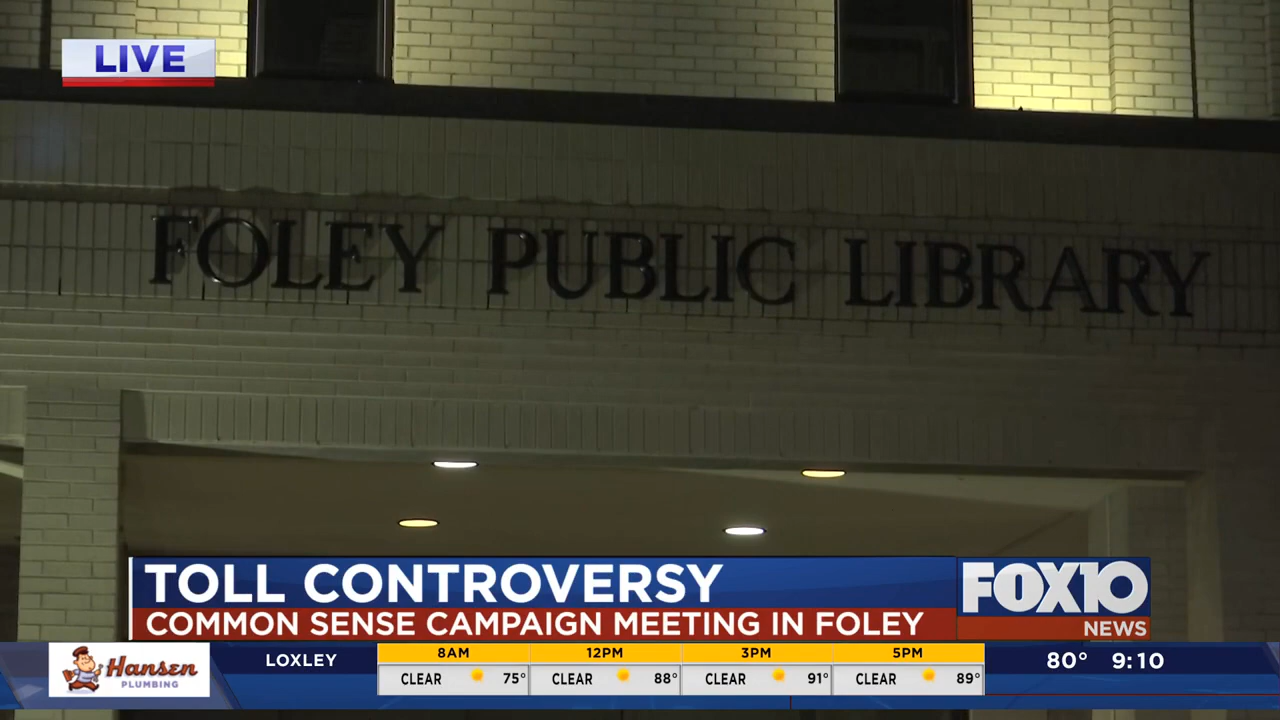 LIVE
FOLEY PUBLIC LIBRARY
TOLL CONTROVERSY
COMMON SENSE CAMPAIGN MEETING IN FOLEY
FOX10
NEWS
Hansen
PLUMBING
LOXLEY
8AM 12PM 3PM 5PM
CLEAR 75° CLEAR 88° CLEAR 91° CLEAR 89°
80° 9:10